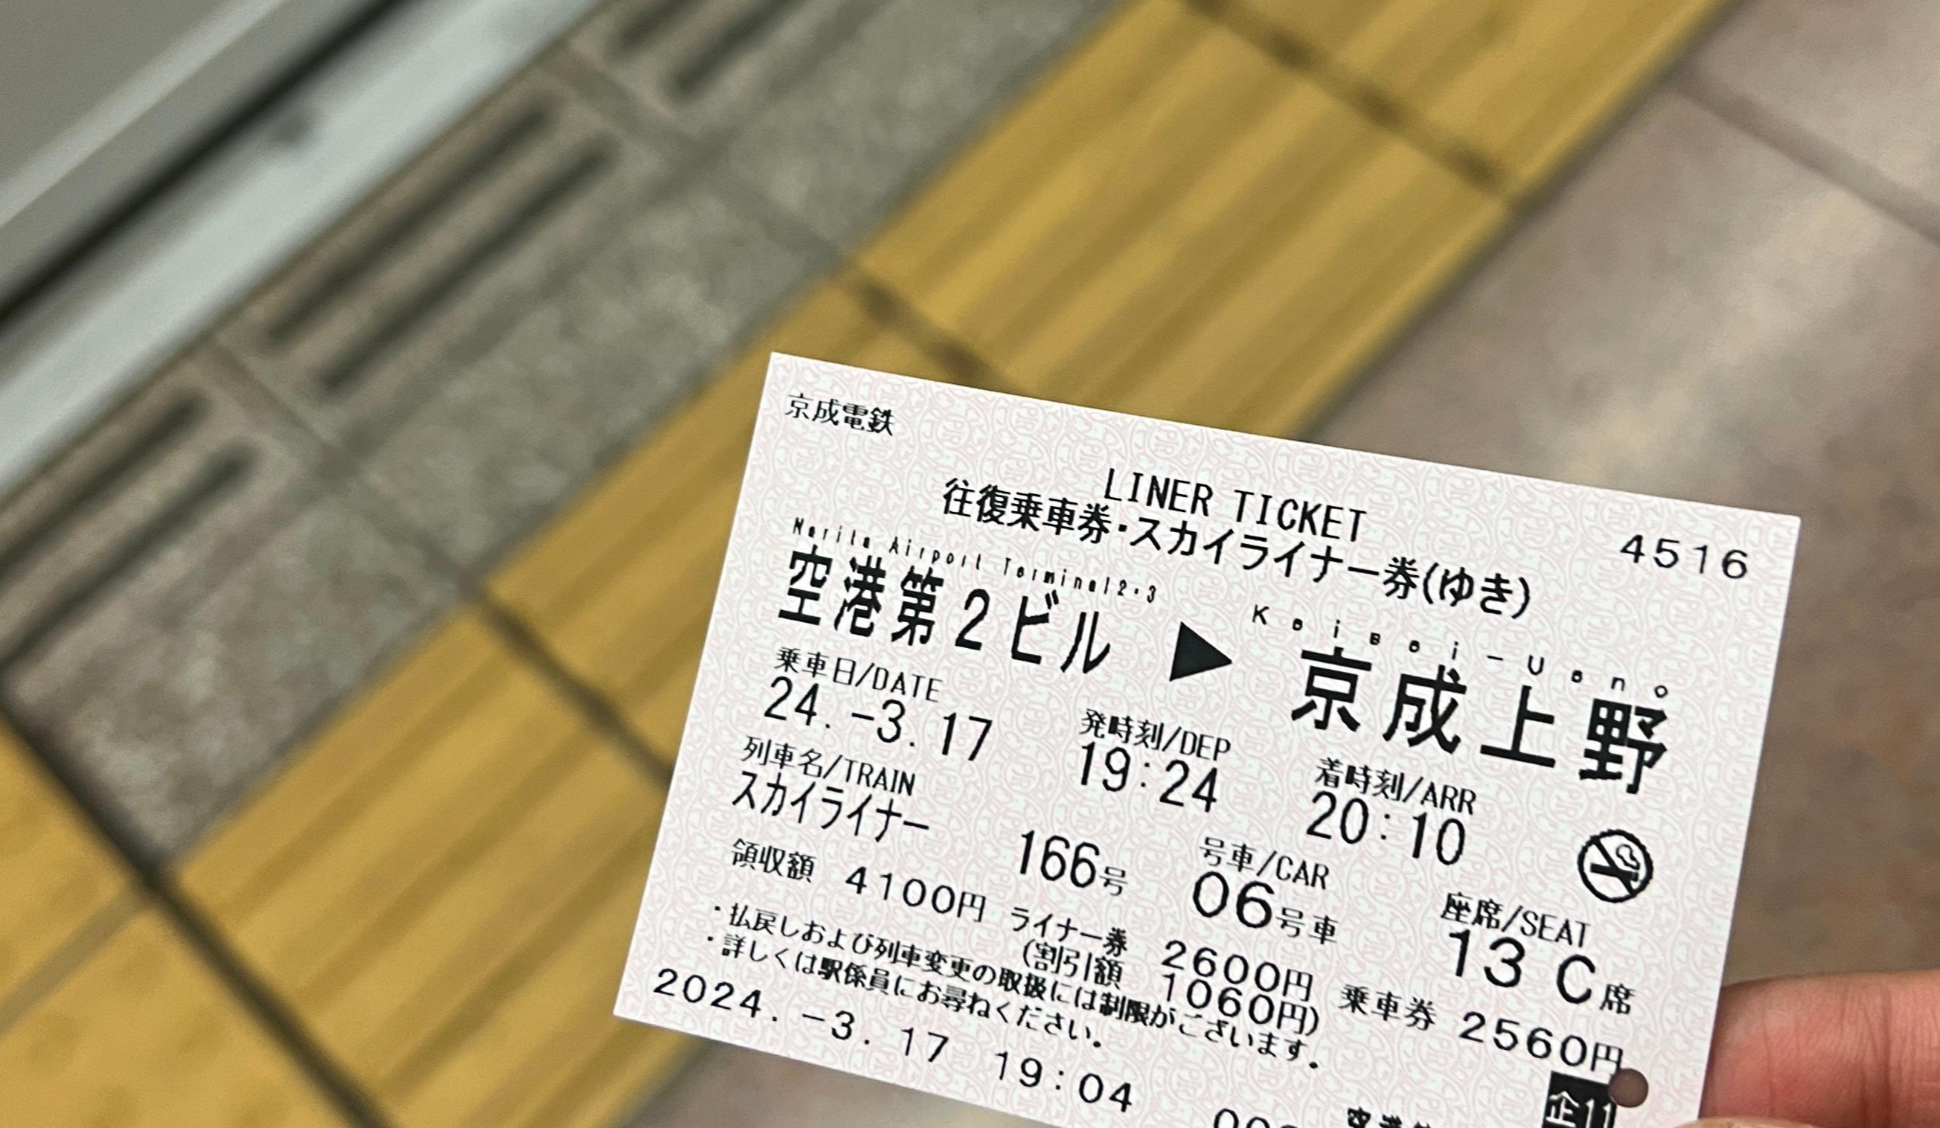 京成電鉄
LINER TICKET
往復乗車券・スカイライナー券(ゆき)
4516
Narita Airport Terminal2・3
Keisei-Ueno
空港第2ビル ▶ 京成上野
乗車日/DATE 発時刻/DEP 着時刻/ARR
24.-3.17 19:24 20:10
列車名/TRAIN 号車/CAR 座席/SEAT
スカイライナー 166号 06号車 13 C席
領収額 4100円 ライナー券 2600円 乗車券 2560円
(割引額 1060円)
・払戻しおよび列車変更の取扱には制限がございます。
・詳しくは駅係員にお尋ねください。
2024.-3.17 19:04